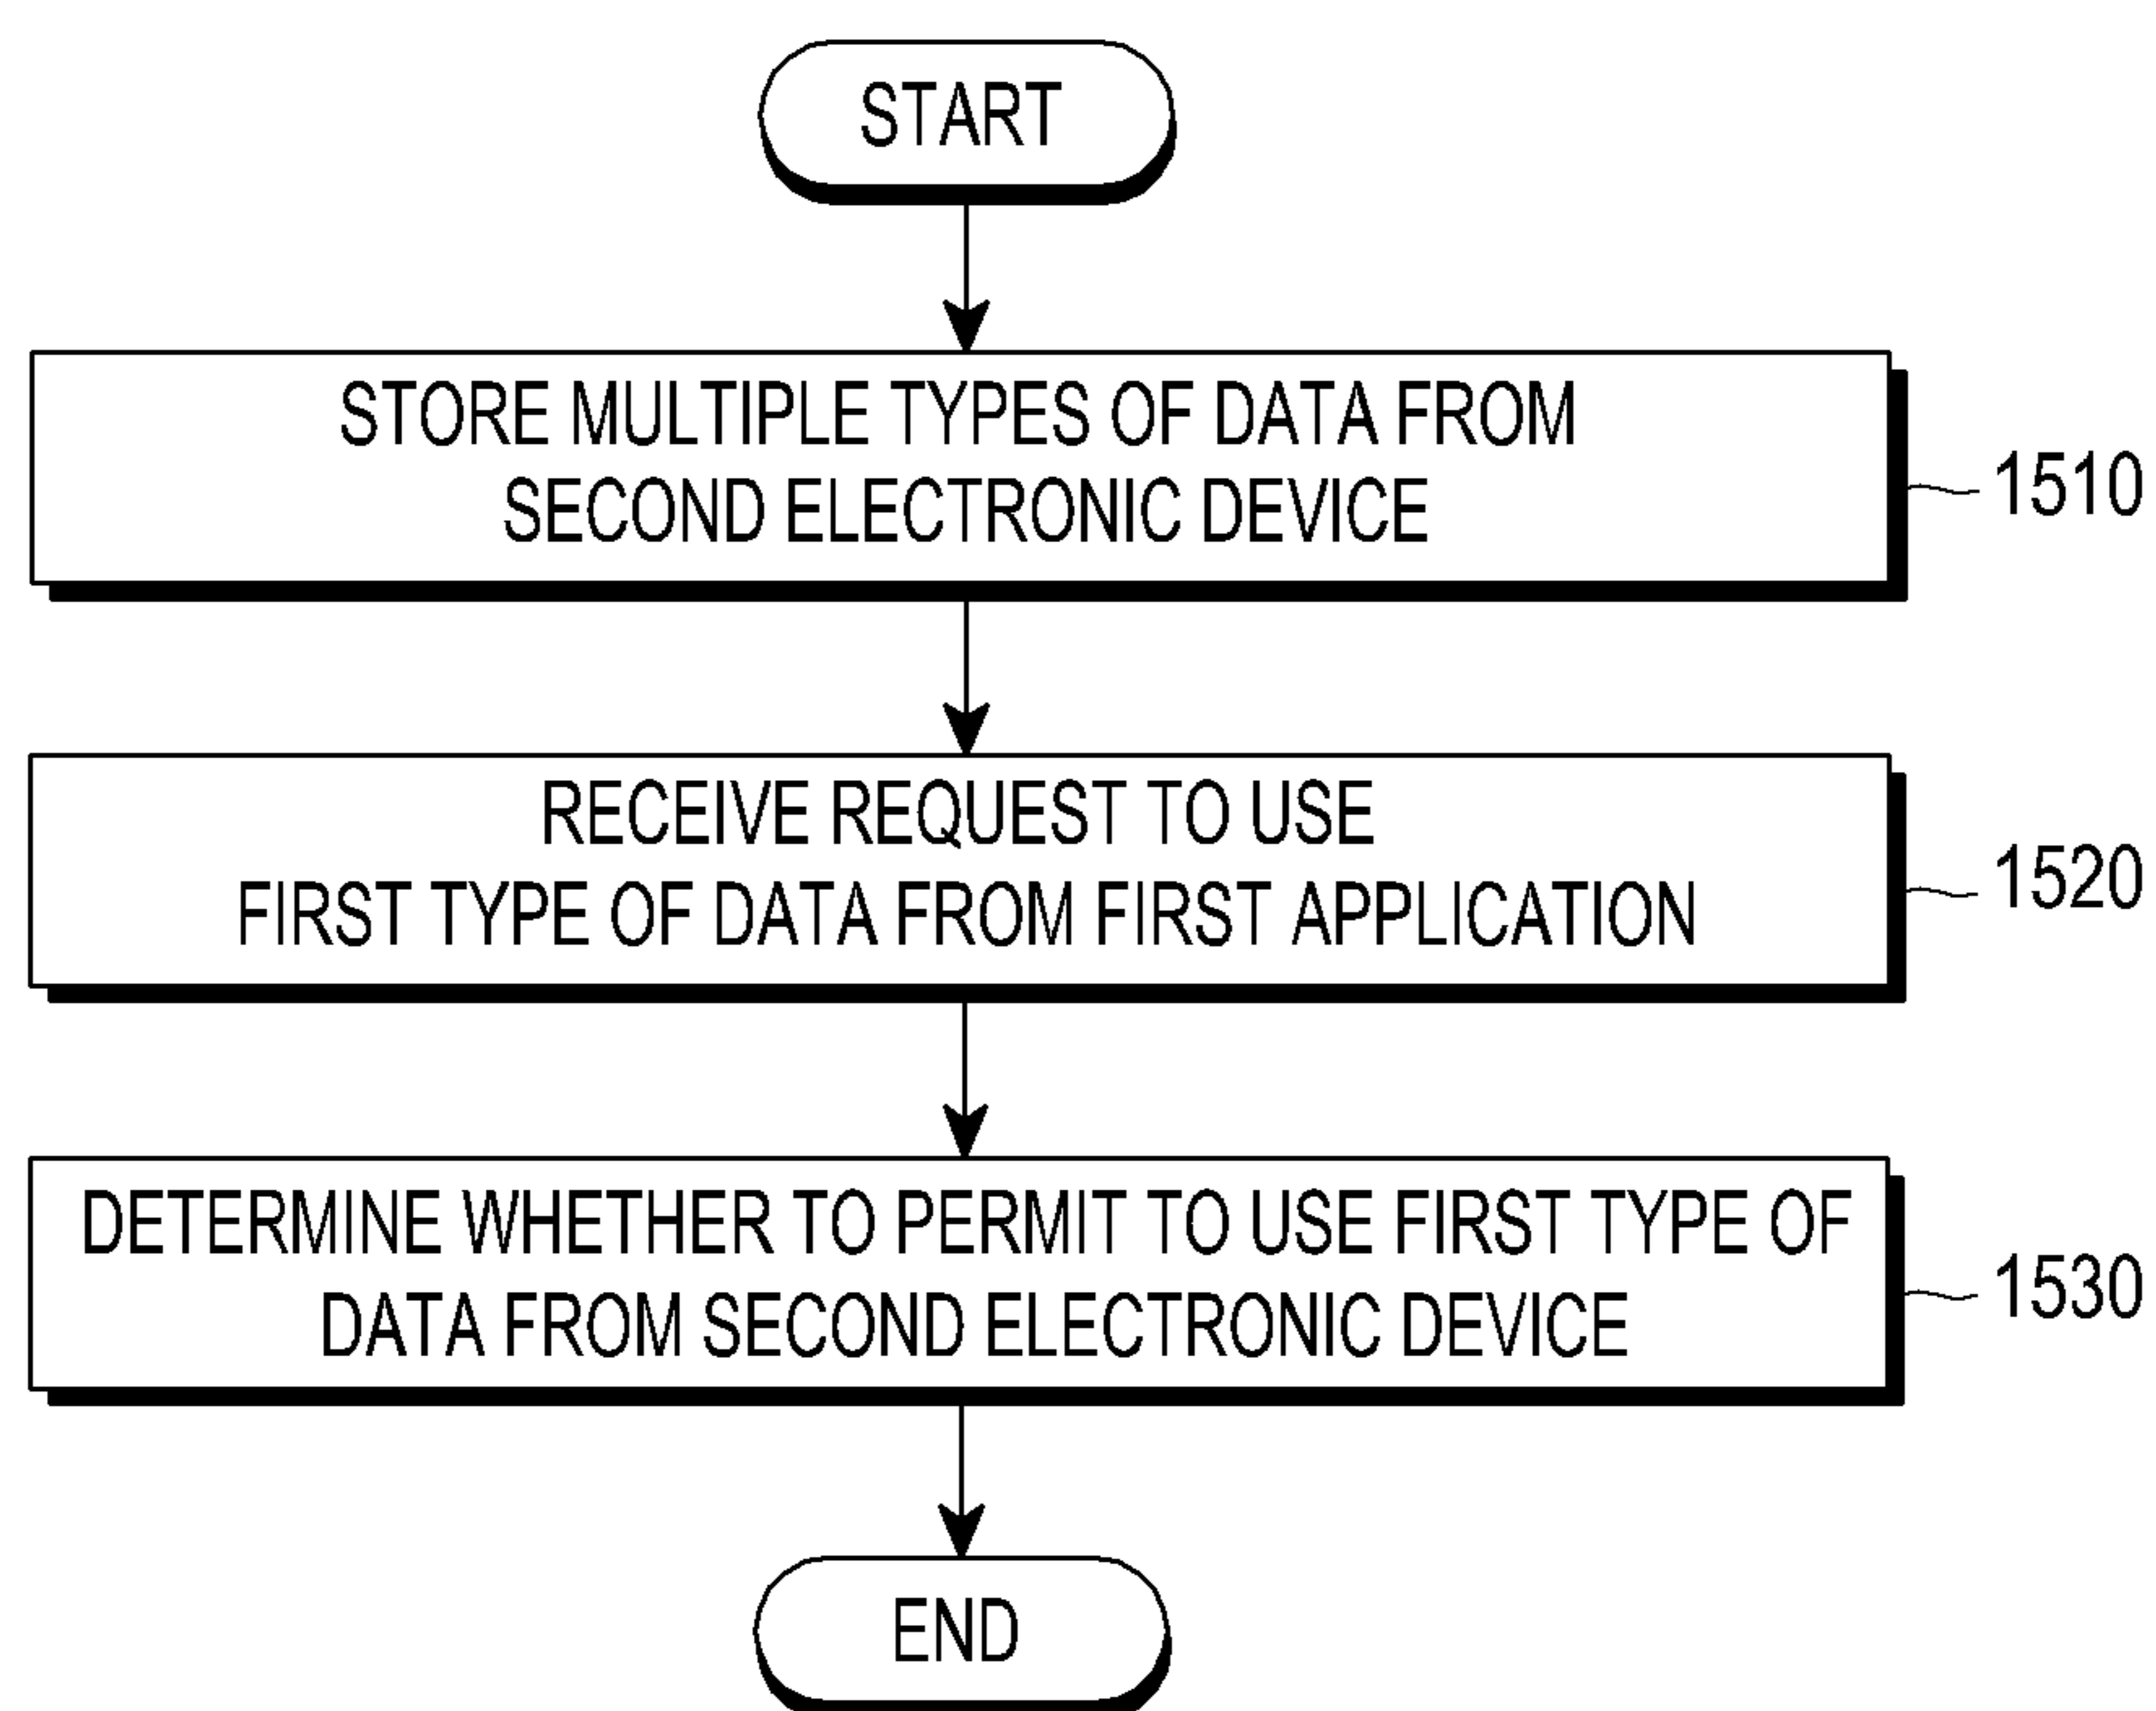 START
STORE MULTIPLE TYPES OF DATA FROM
SECOND ELECTRONIC DEVICE
1510
RECEIVE REQUEST TO USE
FIRST TYPE OF DATA FROM FIRST APPLICATION
1520
DETERMINE WHETHER TO PERMIT TO USE FIRST TYPE OF
DATA FROM SECOND ELECTRONIC DEVICE
1530
END